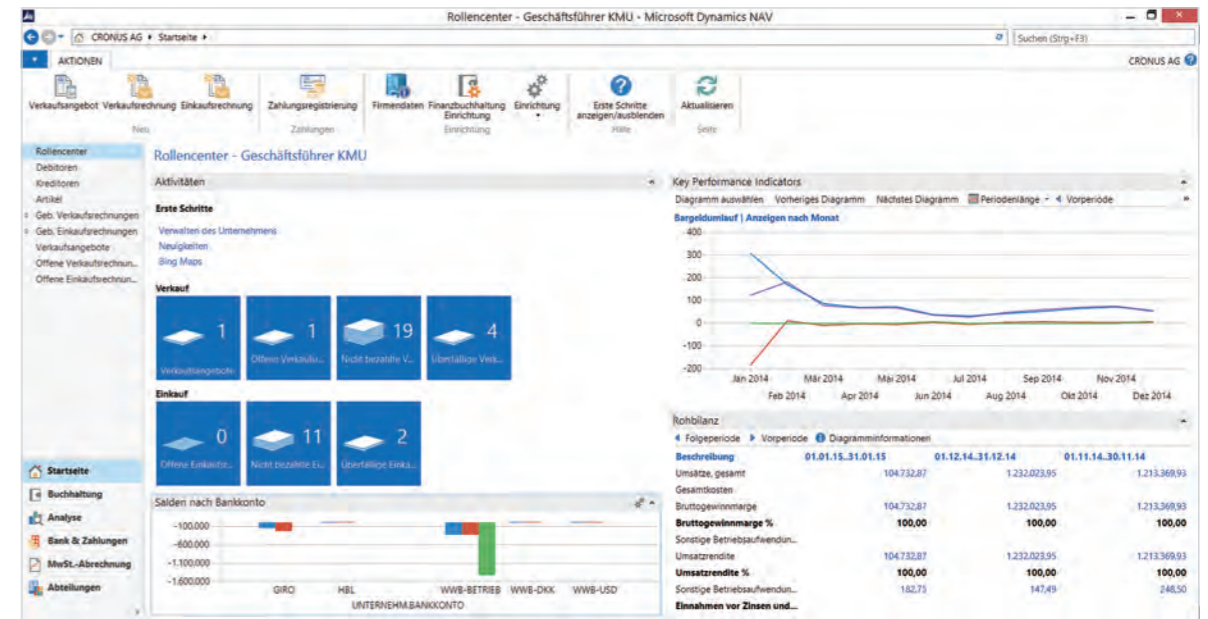 Rollencenter - Geschäftsführer KMU - Microsoft Dynamics NAV
CRONUS AG ▸ Startseite ▸
Suchen (Strg+F3)
AKTIONEN
CRONUS AG
Verkaufsangebot Verkaufsrechnung Einkaufsrechnung
Zahlungsregistrierung
Firmendaten Finanzbuchhaltung Einrichtung
Einrichtung
Erste Schritte anzeigen/ausblenden
Aktualisieren
Neu
Zahlungen
Einrichtung
Hilfe
Seite
Rollencenter
Debitoren
Kreditoren
Artikel
Geb. Verkaufsrechnungen
Geb. Einkaufsrechnungen
Verkaufsangebote
Offene Verkaufsrechnun...
Offene Einkaufsrechnun...
Startseite
Buchhaltung
Analyse
Bank & Zahlungen
MwSt.-Abrechnung
Abteilungen
Rollencenter - Geschäftsführer KMU
Aktivitäten
Erste Schritte
Verwalten des Unternehmens
Neuigkeiten
Bing Maps
Verkauf
1
Verkaufsangebote
1
Offene Verkaufsr...
19
Nicht bezahlte V...
4
Überfällige Verk...
Einkauf
0
Offene Einkaufsr...
11
Nicht bezahlte Ei...
2
Überfällige Einka...
Salden nach Bankkonto
-100.000
-600.000
-1.100.000
-1.600.000
GIRO HBL WWB-BETRIEB WWB-DKK WWB-USD
UNTERNEHM.BANKKONTO
Key Performance Indicators
Diagramm auswählen Vorheriges Diagramm Nächstes Diagramm Periodenlänge Vorperiode
Bargeldumlauf | Anzeigen nach Monat
400
300
200
100
0
-100
-200
Jan 2014 Mär 2014 Mai 2014 Jul 2014 Sep 2014 Nov 2014
Feb 2014 Apr 2014 Jun 2014 Aug 2014 Okt 2014 Dez 2014
Rohbilanz
Folgeperiode Vorperiode Diagramminformationen
Beschreibung 01.01.15..31.01.15 01.12.14..31.12.14 01.11.14..30.11.14
Umsätze, gesamt 104.732,87 1.232.023,95 1.213.369,93
Gesamtkosten
Bruttogewinnmarge 104.732,87 1.232.023,95 1.213.369,93
Bruttogewinnmarge % 100,00 100,00 100,00
Sonstige Betriebsaufwendun...
Umsatzrendite 104.732,87 1.232.023,95 1.213.369,93
Umsatzrendite % 100,00 100,00 100,00
Sonstige Betriebsaufwendun... 182,73 147,49 248,50
Einnahmen vor Zinsen und...